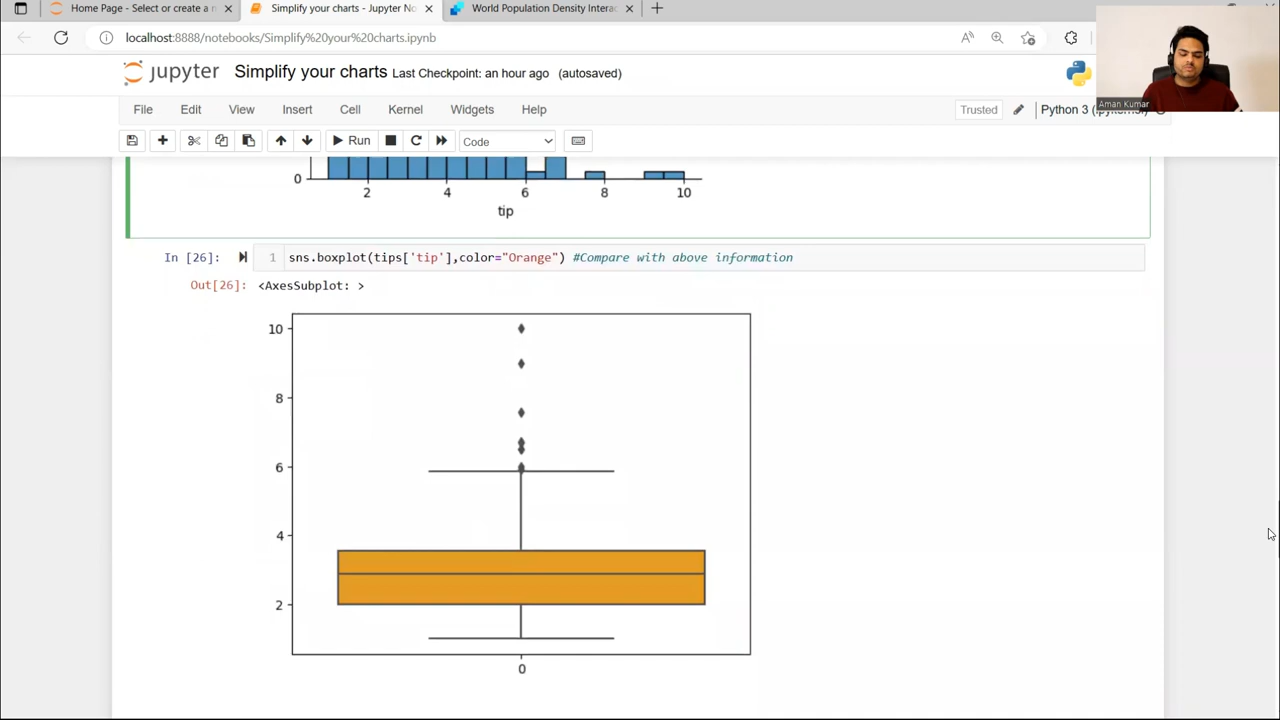 Home Page - Select or create a n
Simplify your charts - Jupyter No
World Population Density Interac
localhost:8888/notebooks/Simplify%20your%20charts.ipynb
jupyter Simplify your charts Last Checkpoint: an hour ago (autosaved)
Aman Kumar
File Edit View Insert Cell Kernel Widgets Help
Trusted
Python 3
Run
Code
0
2 4 6 8 10
tip
In [26]:
1 sns.boxplot(tips['tip'],color="Orange") #Compare with above information
Out[26]: <AxesSubplot: >
10
8
6
4
2
0